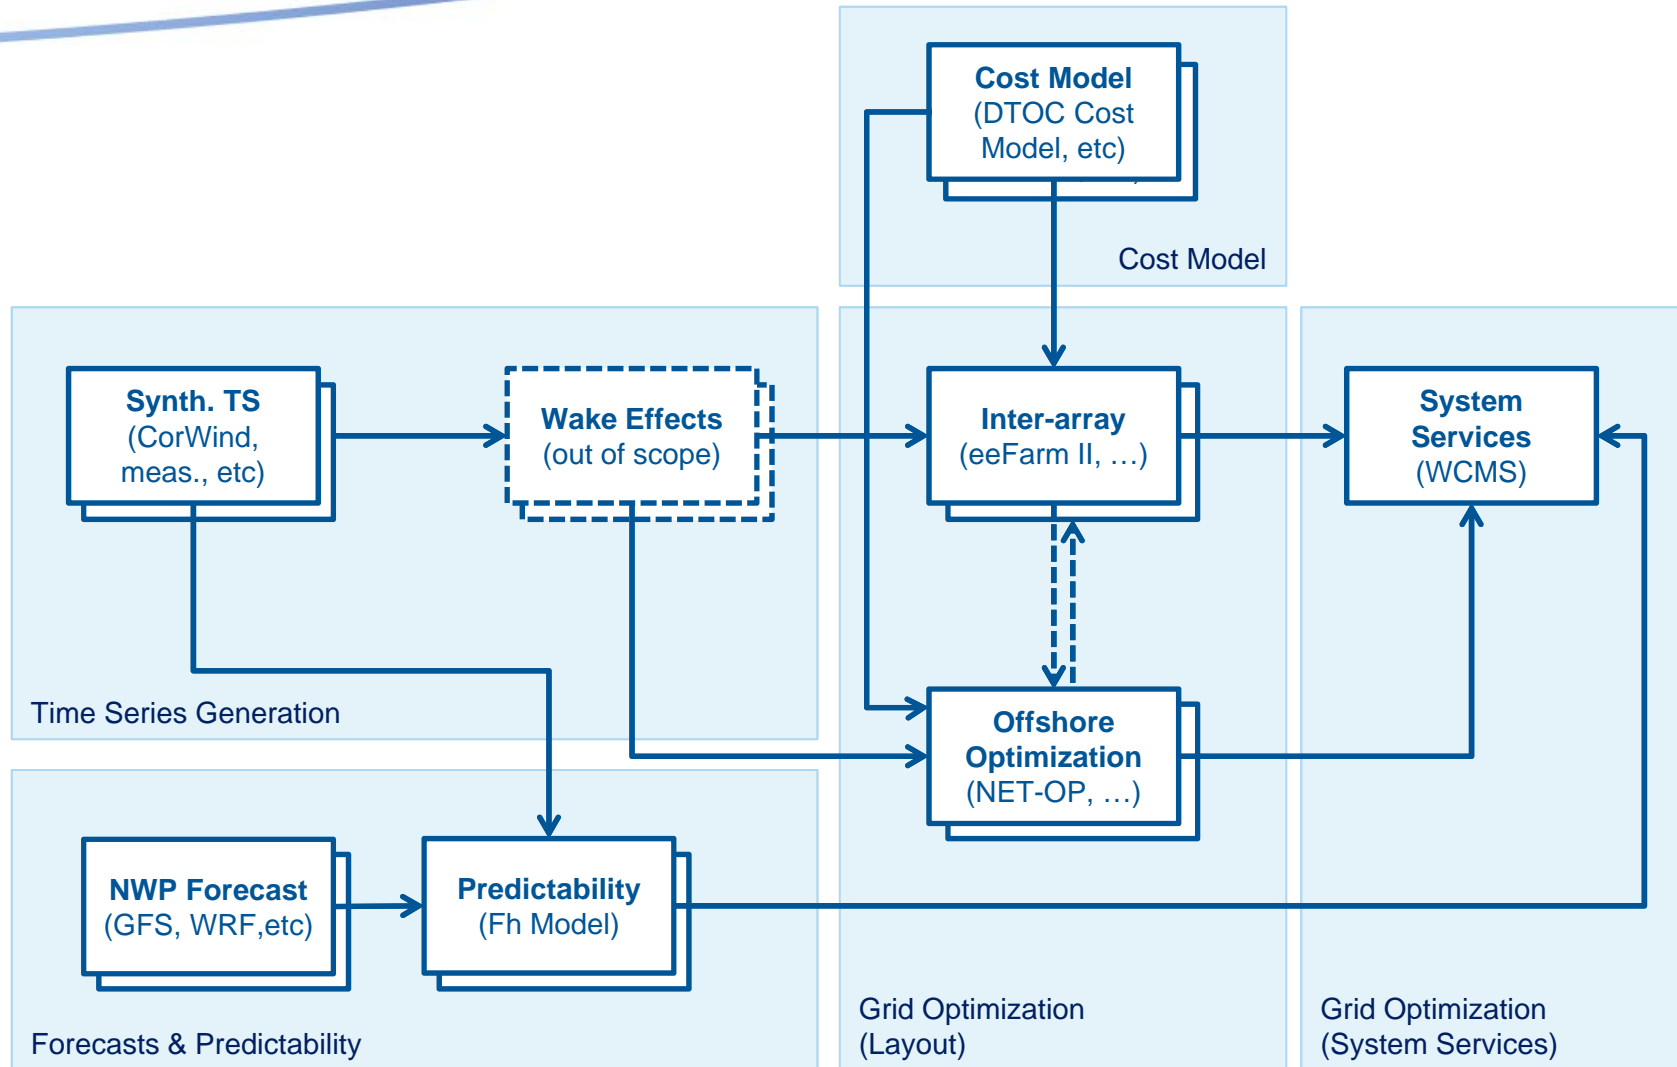 Cost Model
(DTOC Cost
Model, etc)
Cost Model
Synth. TS
(CorWind,
meas., etc)
Wake Effects
(out of scope)
Time Series Generation
Inter-array
(eeFarm II, …)
Offshore
Optimization
(NET-OP, …)
Grid Optimization
(Layout)
System
Services
(WCMS)
Grid Optimization
(System Services)
NWP Forecast
(GFS, WRF,etc)
Predictability
(Fh Model)
Forecasts & Predictability